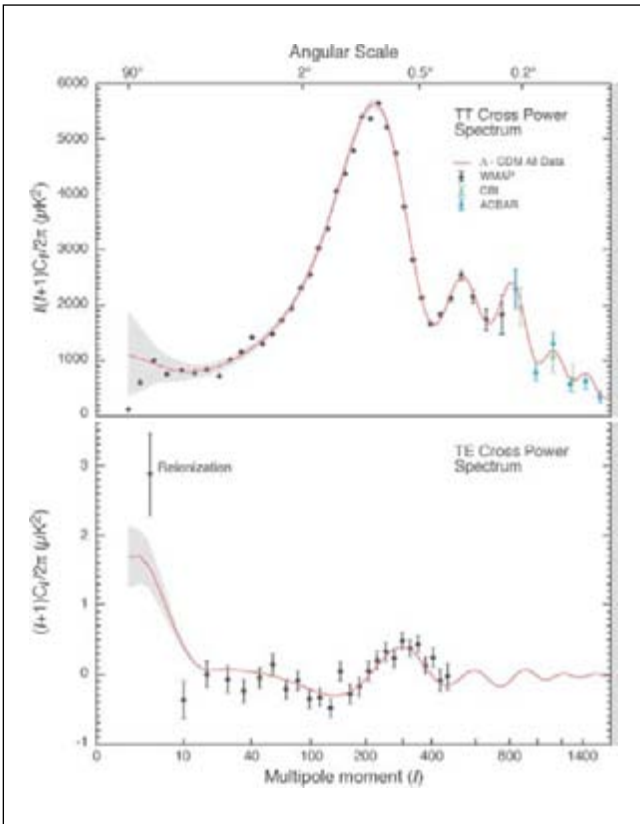 Angular Scale
90° 2° 0.5° 0.2°
6000
TT Cross Power
Spectrum
Λ - CDM All Data
WMAP
CBI
ACBAR
5000
4000
3000
2000
1000
0
l(l+1)Cl/2π (μK²)
TE Cross Power
Spectrum
Reionization
3
2
1
0
-1
(l+1)Cl/2π (μK²)
0 10 40 100 200 400 800 1400
Multipole moment (l)